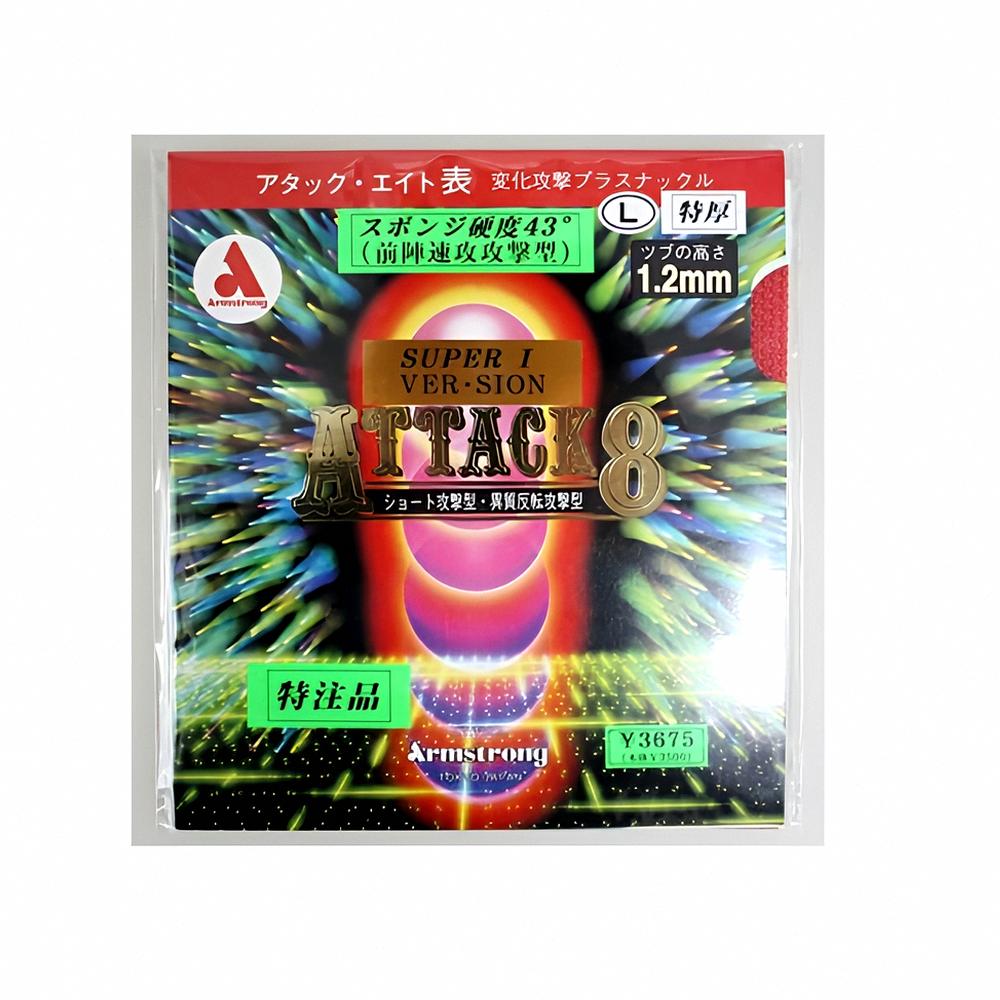 アタック・エイト表 変化攻撃プラスナックル
スポンジ硬度43°
(前陣速攻攻撃型)
L 特厚
ツブの高さ
1.2mm
Armstrong
SUPER I
VER・SION
ATTACK8
ショート攻撃型・異質反転攻撃型
特注品
Armstrong
¥3675